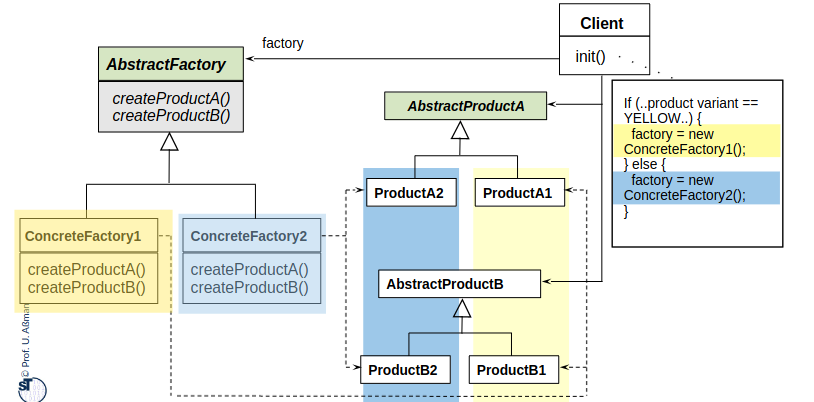 Client
factory
init()
AbstractFactory
createProductA()
createProductB()
AbstractProductA
If (..product variant ==
YELLOW..) {
factory = new
ConcreteFactory1();
} else {
factory = new
ConcreteFactory2();
}
ProductA2
ProductA1
ConcreteFactory1
createProductA()
createProductB()
ConcreteFactory2
createProductA()
createProductB()
AbstractProductB
ProductB2
ProductB1
© Prof. U. Aßman
ST